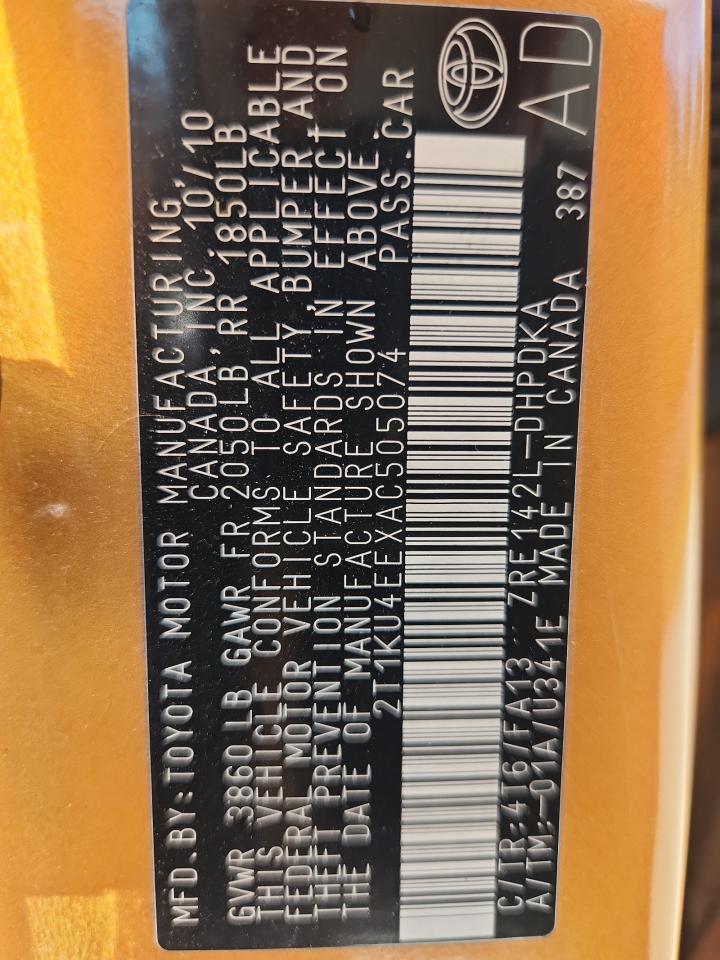 MFD.BY:TOYOTA MOTOR MANUFACTURING,
CANADA, INC. 10/10
GVWR 3860LB GAWR FR 2050LB, RR 1850LB
THIS VEHICLE CONFORMS TO ALL APPLICABLE
FEDERAL MOTOR VEHICLE SAFETY,BUMPER AND
THEFT PREVENTION STANDARDS IN EFFECT ON
THE DATE OF MANUFACTURE SHOWN ABOVE.
2T1KU4EEXAC505074 PASS.CAR
C/TR:4T6/FA13 ZRE142L-DHPDKA
A/TM:-01A/U341E MADE IN CANADA 387
AD